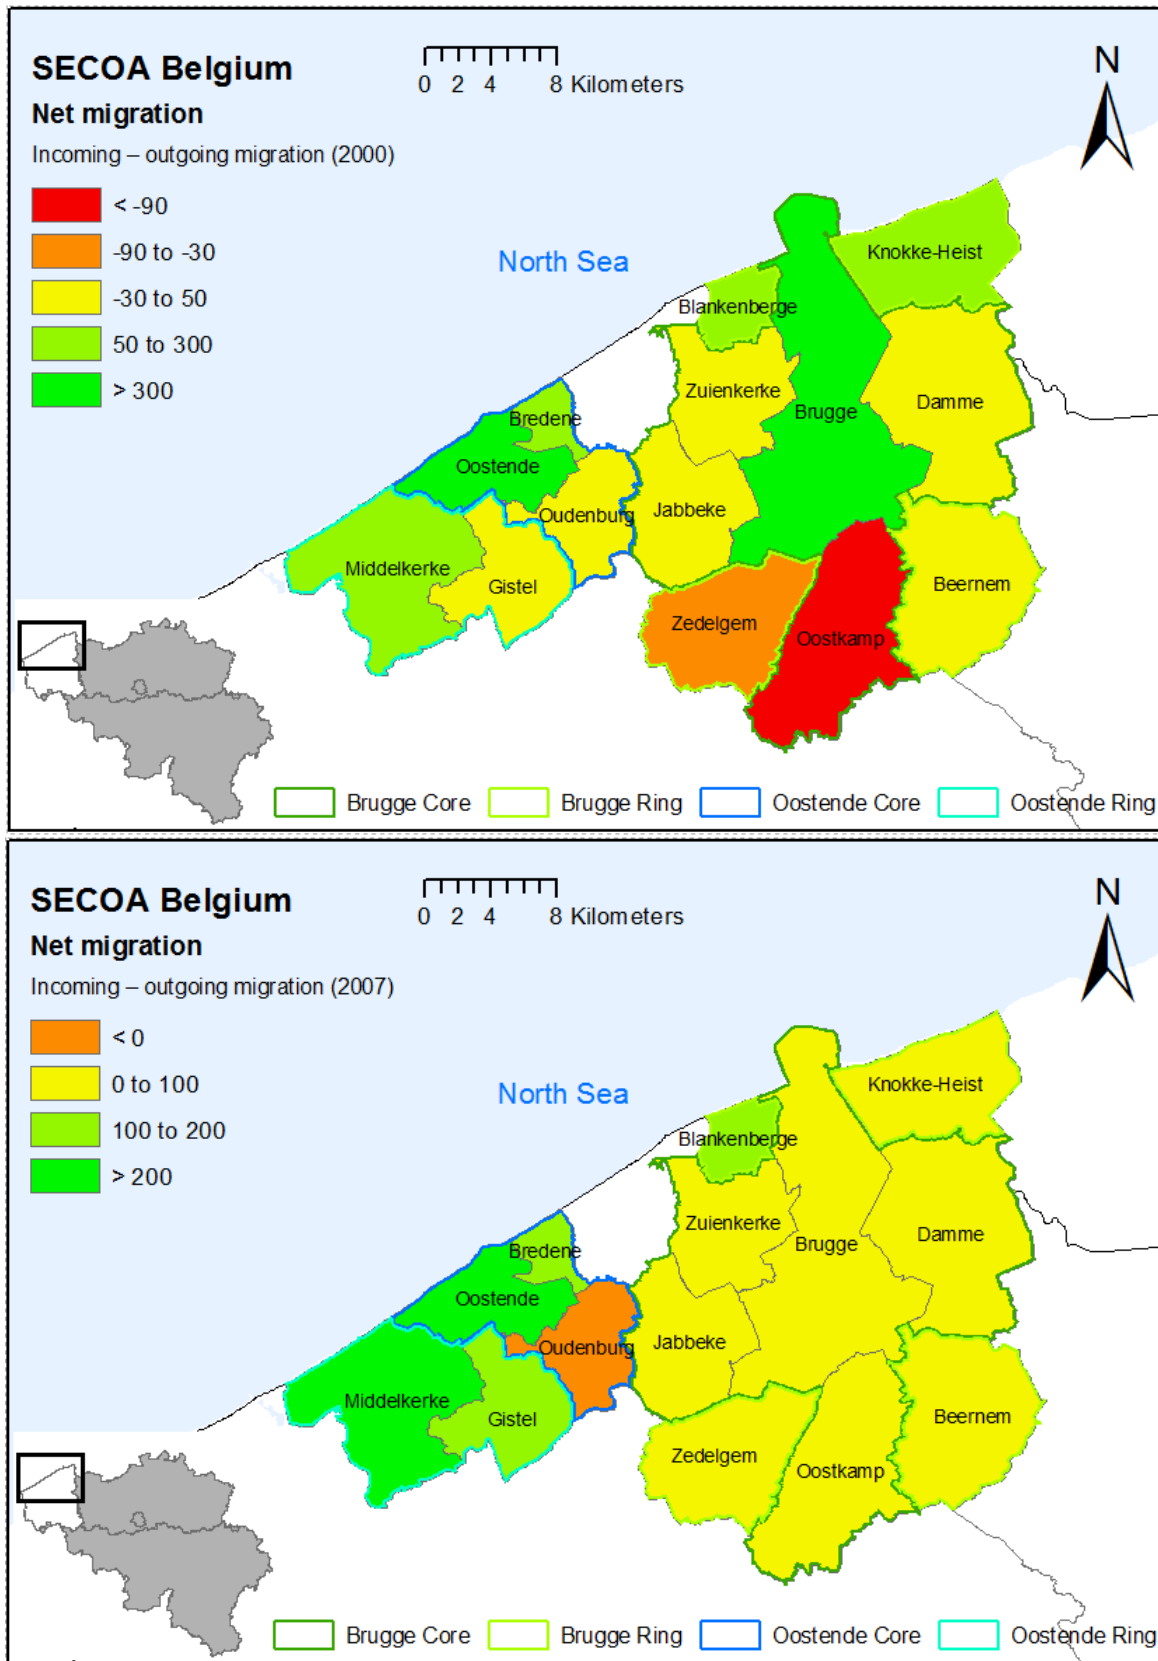 SECOA Belgium
Net migration
Incoming – outgoing migration (2000)
< -90
-90 to -30
-30 to 50
50 to 300
> 300
0 2 4 8 Kilometers
N
North Sea
Knokke-Heist
Blankenberge
Zuienkerke
Damme
Brugge
Bredene
Oostende
Oudenburg
Jabbeke
Middelkerke
Gistel
Beernem
Zedelgem
Oostkamp
Brugge Core
Brugge Ring
Oostende Core
Oostende Ring
SECOA Belgium
Net migration
Incoming – outgoing migration (2007)
< 0
0 to 100
100 to 200
> 200
0 2 4 8 Kilometers
N
North Sea
Knokke-Heist
Blankenberge
Zuienkerke
Damme
Brugge
Bredene
Oostende
Oudenburg
Jabbeke
Middelkerke
Gistel
Beernem
Zedelgem
Oostkamp
Brugge Core
Brugge Ring
Oostende Core
Oostende Ring